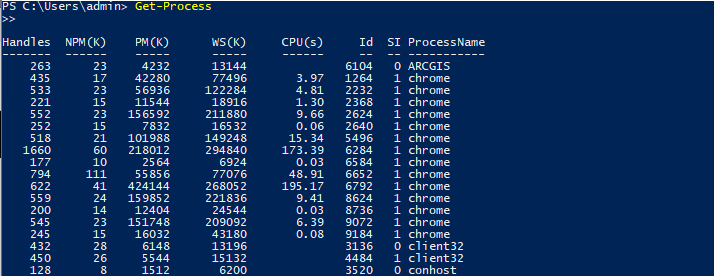 PS C:\Users\admin> Get-Process
>>
Handles NPM(K) PM(K) WS(K) CPU(s) Id SI ProcessName
------- ------ ----- ----- ------ -- -- -----------
263 23 4232 13144 6104 0 ARCGIS
435 17 42280 77496 3.97 1264 1 chrome
533 23 56936 122284 4.81 2232 1 chrome
221 15 11544 18916 1.30 2368 1 chrome
552 23 156592 211880 9.66 2624 1 chrome
252 15 7832 16532 0.06 2640 1 chrome
518 21 101988 149248 15.34 5496 1 chrome
1660 60 218012 294840 173.39 6284 1 chrome
177 10 2564 6924 0.03 6584 1 chrome
794 111 55856 77076 48.91 6652 1 chrome
622 41 424144 268052 195.17 6792 1 chrome
559 24 159852 221836 9.41 8624 1 chrome
200 14 12404 24544 0.03 8736 1 chrome
545 23 151748 209092 6.39 9072 1 chrome
245 15 16032 43180 0.08 9184 1 chrome
432 28 6148 13196 3136 0 client32
450 26 5544 15132 4484 1 client32
128 8 1512 6200 3520 0 conhost